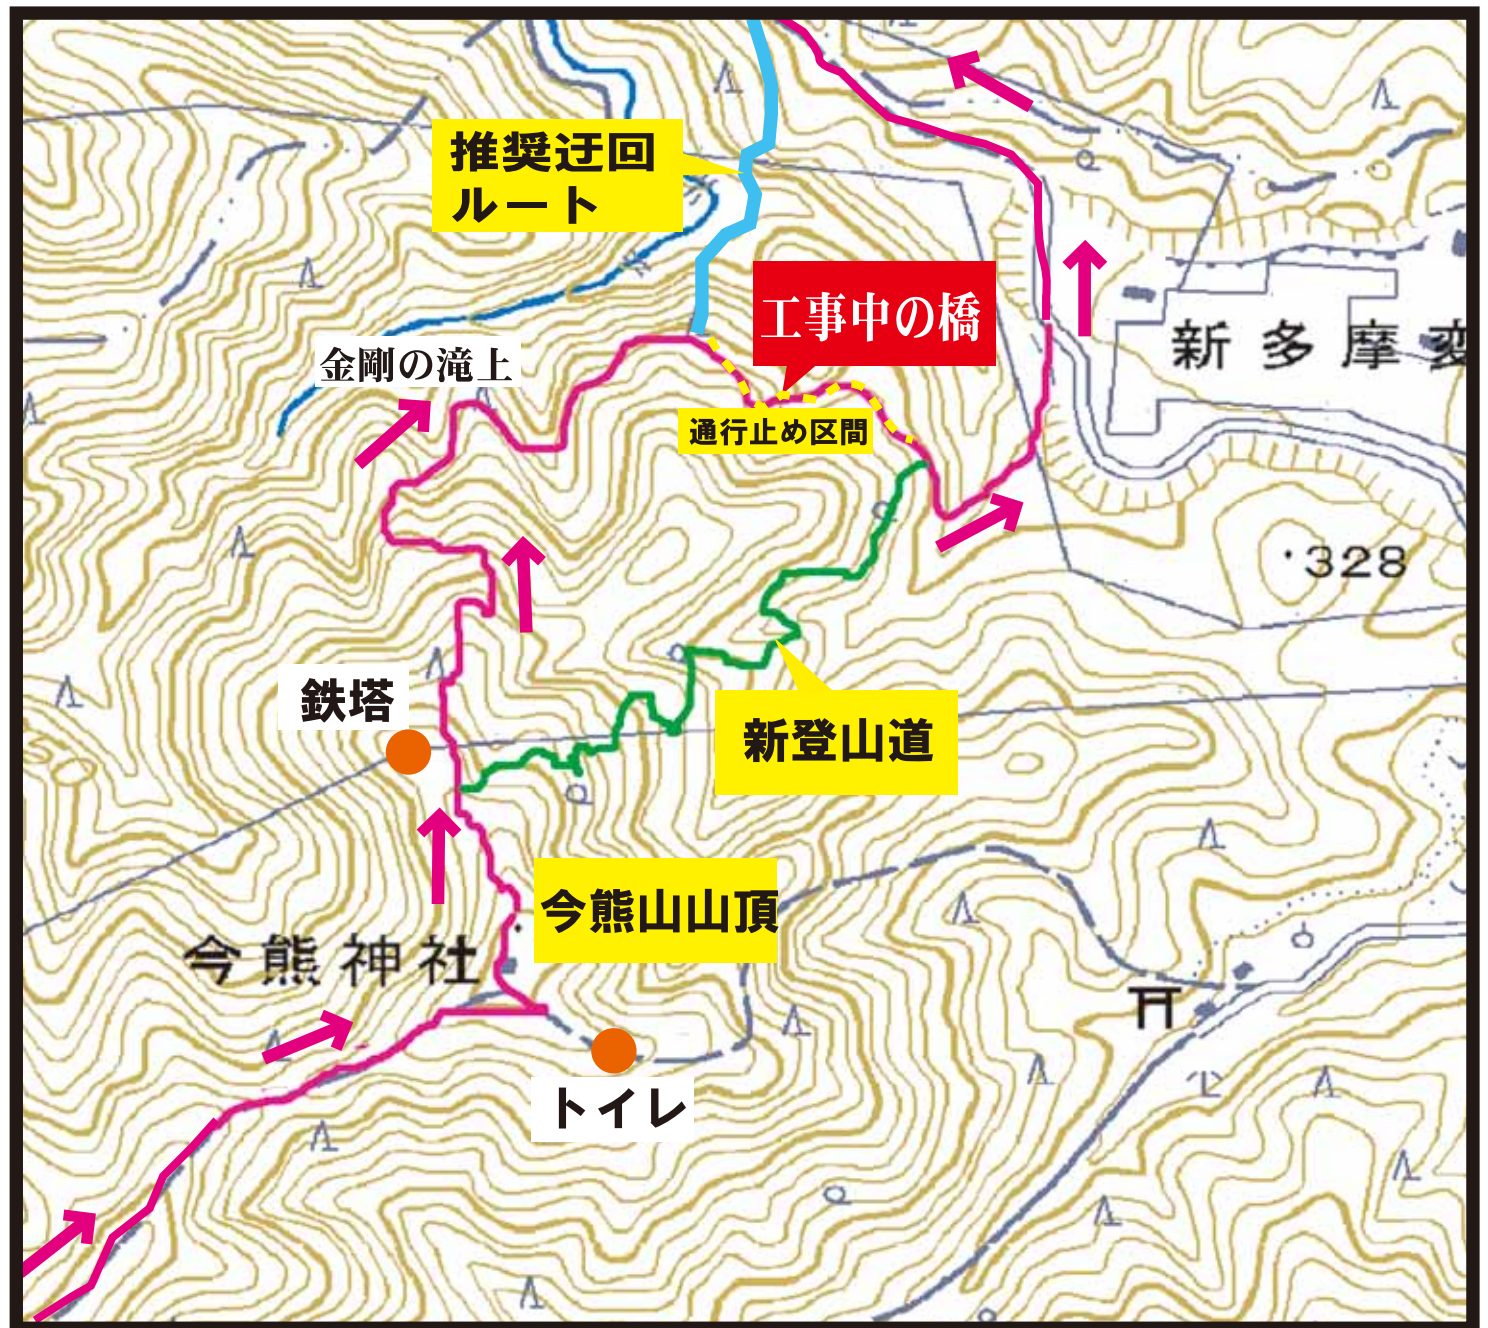 推奨迂回
ルート
工事中の橋
新多摩変
金剛の滝上
通行止め区間
328
鉄塔
新登山道
今熊山山頂
今熊神社
トイレ